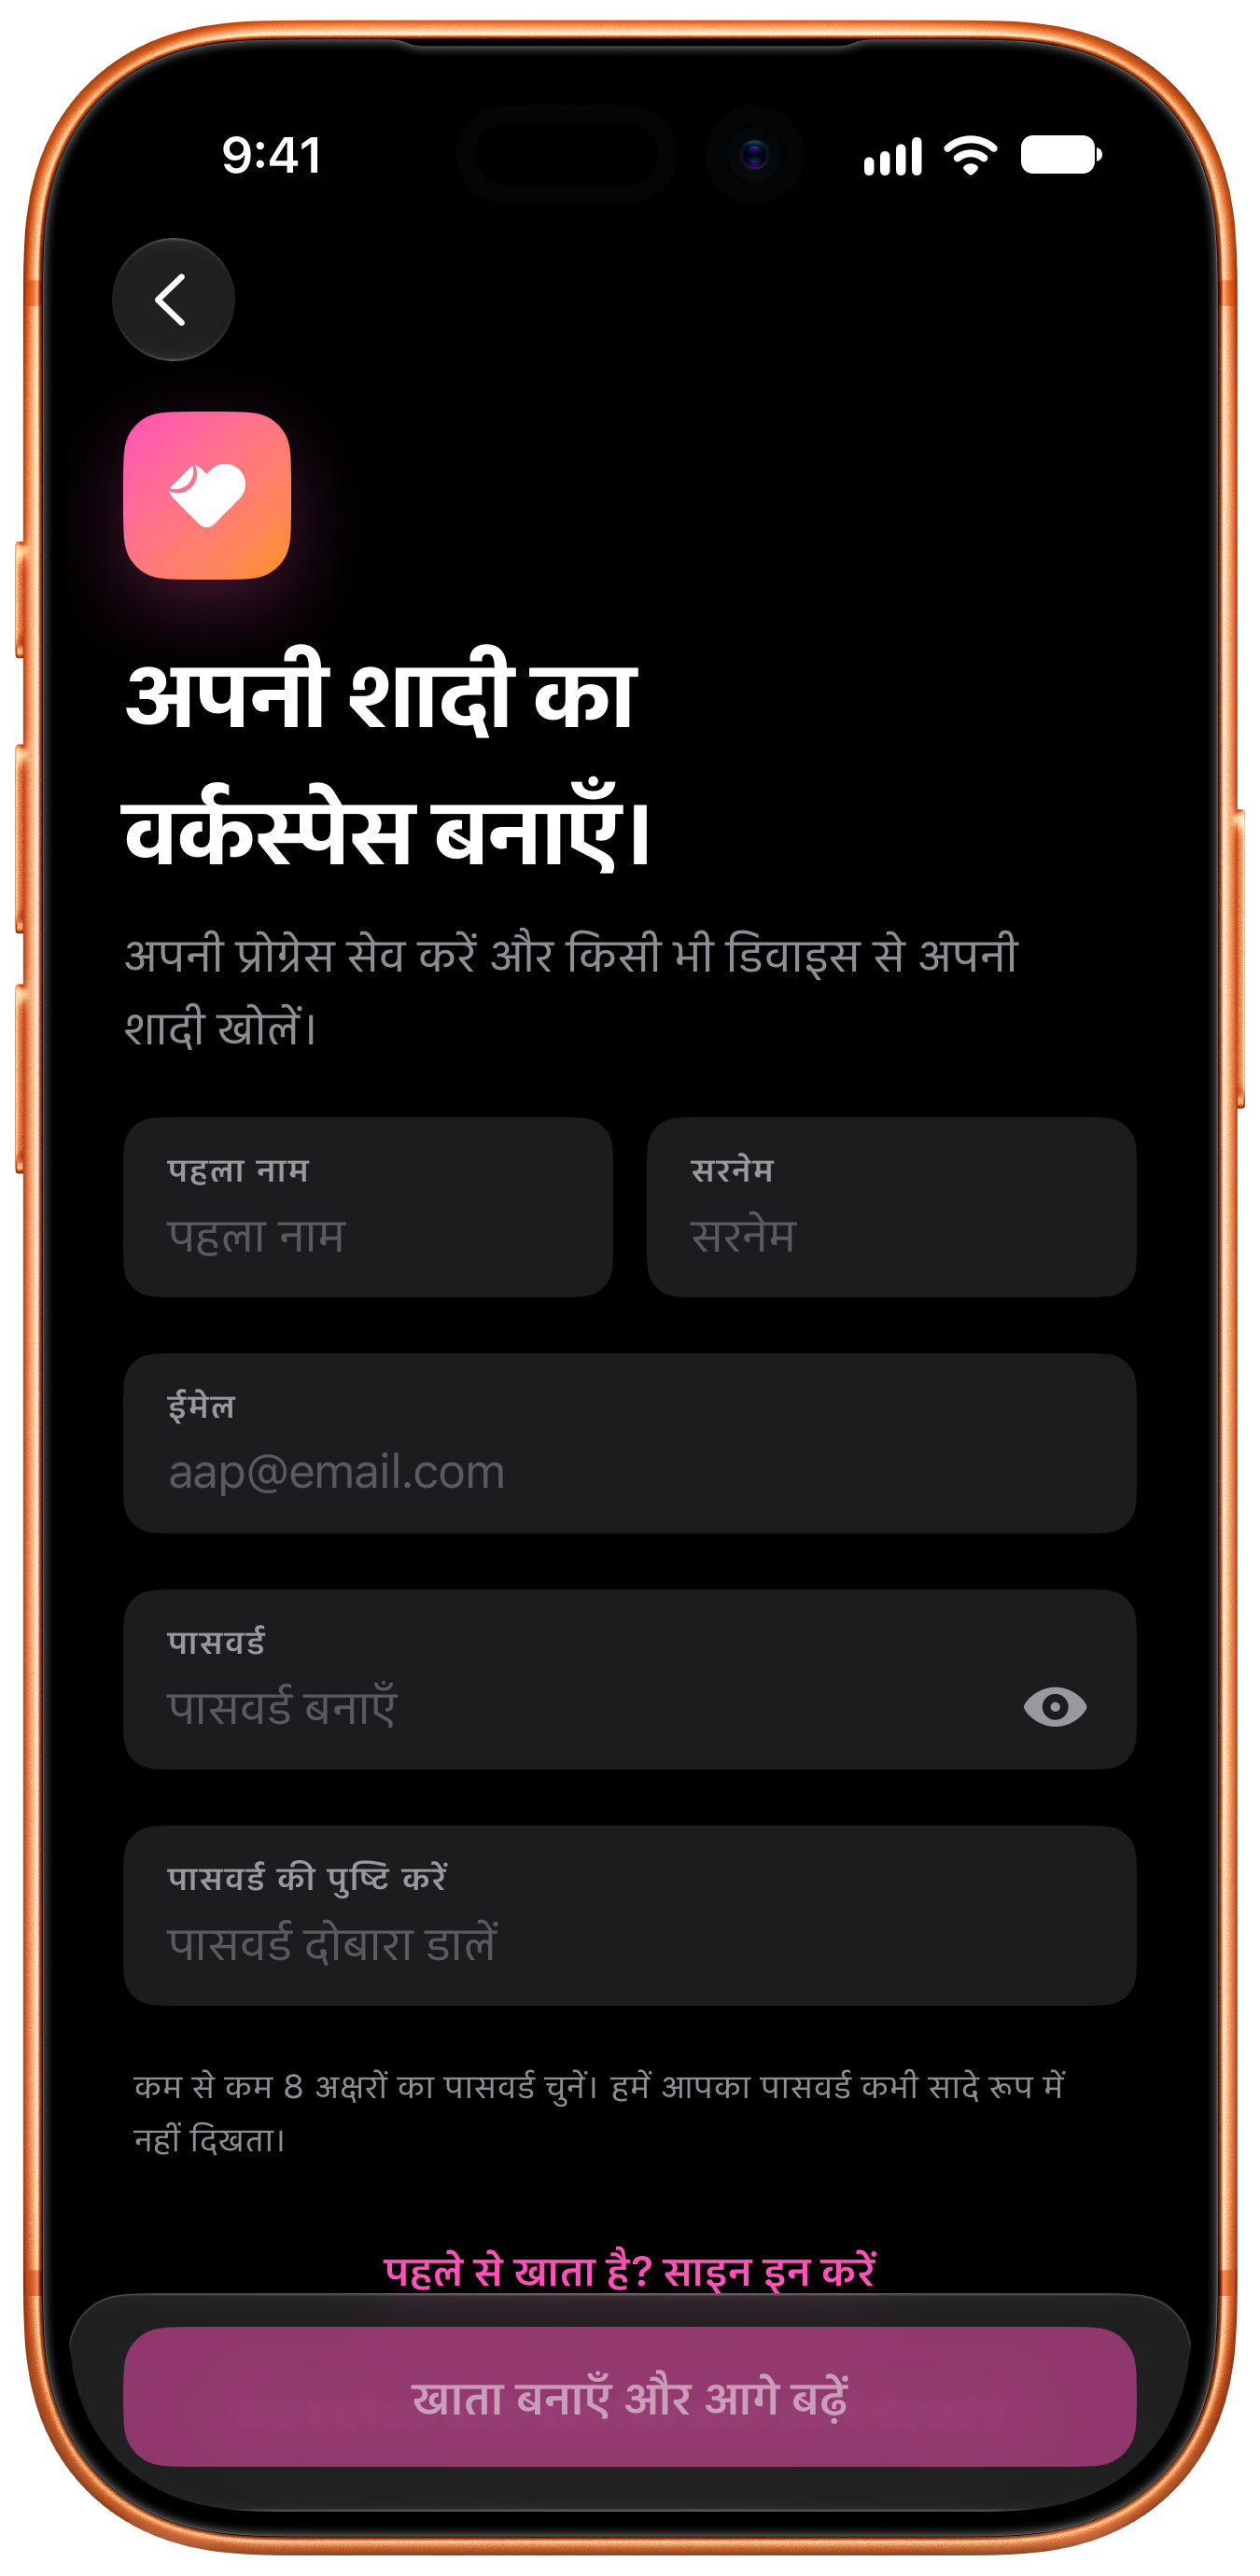 9:41
अपनी शादी का
वर्कस्पेस बनाएँ।
अपनी प्रोग्रेस सेव करें और किसी भी डिवाइस से अपनी
शादी खोलें।
पहला नाम
पहला नाम
सरनेम
सरनेम
ईमेल
aap@email.com
पासवर्ड
पासवर्ड बनाएँ
पासवर्ड की पुष्टि करें
पासवर्ड दोबारा डालें
कम से कम 8 अक्षरों का पासवर्ड चुनें। हमें आपका पासवर्ड कभी सादे रूप में
नहीं दिखता।
पहले से खाता है? साइन इन करें
खाता बनाएँ और आगे बढ़ें